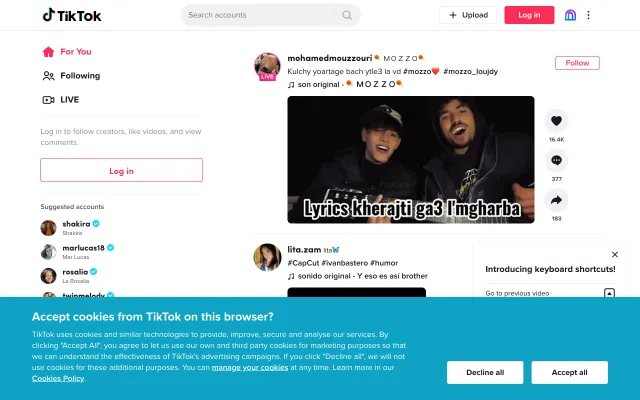 TikTok
Search accounts
Upload
Log in
For You
Following
LIVE
Log in to follow creators, like videos, and view
comments.
Log in
Suggested accounts
shakira
Shakira
marlucas18
Mar Lucas
rosalia
La Rosalia
twinmelody
mohamedmouzzouri M O Z Z O
LIVE
Kulchy yoartage bach ytle3 la vd #mozzo❤️ #mozzo_loujdy
son original - M O Z Z O
Follow
Lyrics kherajti ga3 l'mgharba
16.4K
377
183
lita.zam lita🦋
#CapCut #ivanbastero #humor
sonido original - Y eso es así brother
Introducing keyboard shortcuts!
Go to previous video
Accept cookies from TikTok on this browser?
TikTok uses cookies and similar technologies to provide, improve, secure and analyse our services. By
clicking "Accept All", you agree to let us use our own and third party cookies for marketing purposes so that
we can understand the effectiveness of TikTok's advertising campaigns. If you click "Decline all", we will not
use cookies for these additional purposes. You can manage your cookies at any time. Learn more in our
Cookies Policy.
Decline all
Accept all